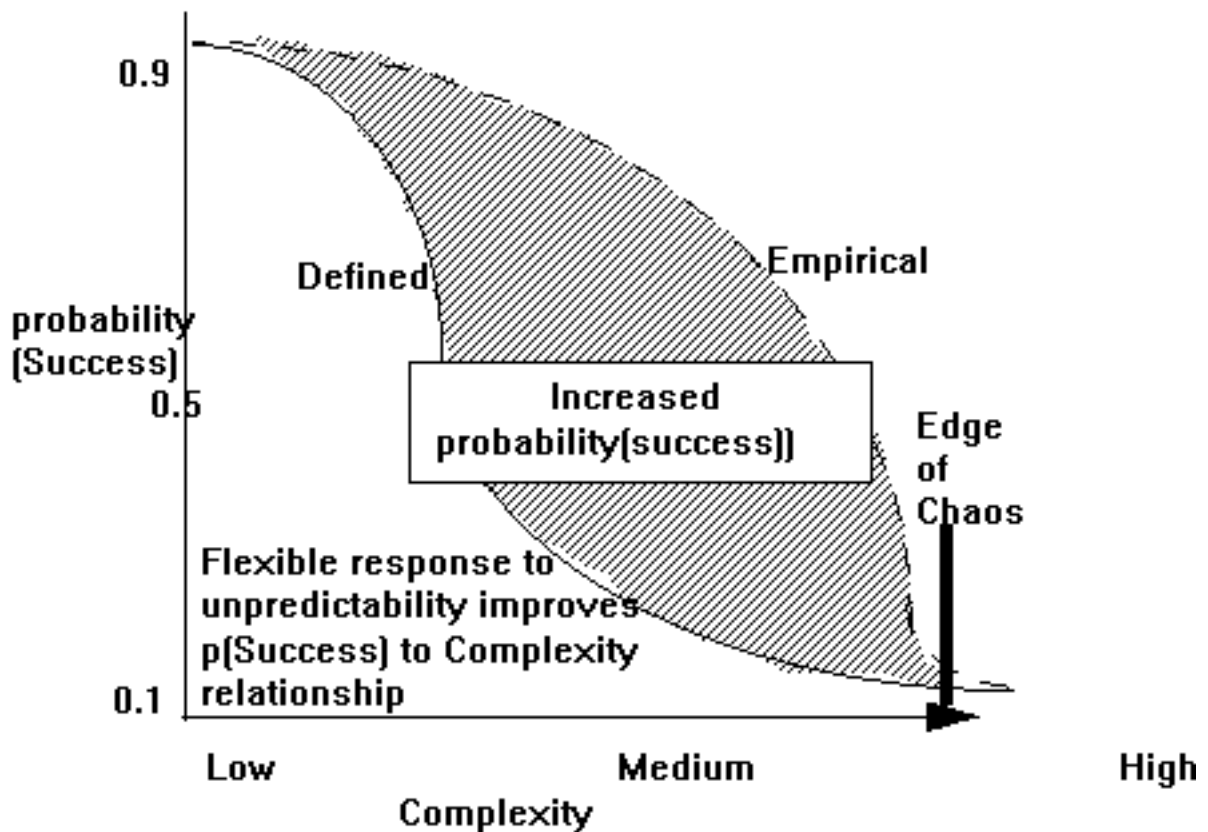 0.9
Defined
Empirical
probability
(Success)
0.5
Increased
probability(success))
Edge
of
Chaos
Flexible response to
unpredictability improves
p(Success) to Complexity
relationship
0.1
Low
Medium
High
Complexity